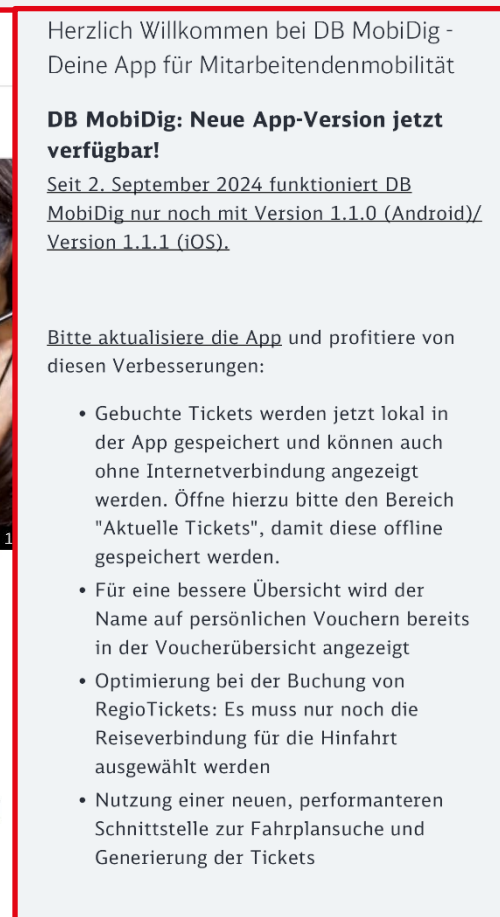 Herzlich Willkommen bei DB MobiDig -
Deine App für Mitarbeitendenmobilität
DB MobiDig: Neue App-Version jetzt
verfügbar!
Seit 2. September 2024 funktioniert DB
MobiDig nur noch mit Version 1.1.0 (Android)/
Version 1.1.1 (iOS).
Bitte aktualisiere die App und profitiere von
diesen Verbesserungen:
• Gebuchte Tickets werden jetzt lokal in
der App gespeichert und können auch
ohne Internetverbindung angezeigt
werden. Öffne hierzu bitte den Bereich
"Aktuelle Tickets", damit diese offline
gespeichert werden.
• Für eine bessere Übersicht wird der
Name auf persönlichen Vouchern bereits
in der Voucherübersicht angezeigt
• Optimierung bei der Buchung von
RegioTickets: Es muss nur noch die
Reiseverbindung für die Hinfahrt
ausgewählt werden
• Nutzung einer neuen, performanteren
Schnittstelle zur Fahrplansuche und
Generierung der Tickets
1